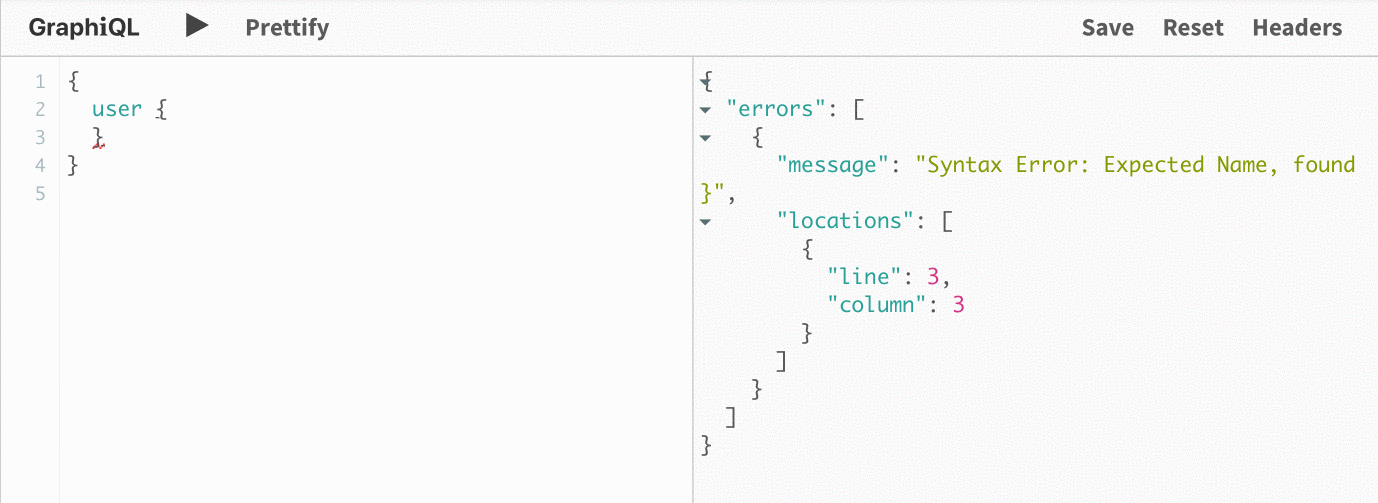 GraphiQL Prettify Save Reset Headers
1 {
2 user {
3 }
4 }
5
{
"errors": [
{
"message": "Syntax Error: Expected Name, found
}",
"locations": [
{
"line": 3,
"column": 3
}
]
}
]
}